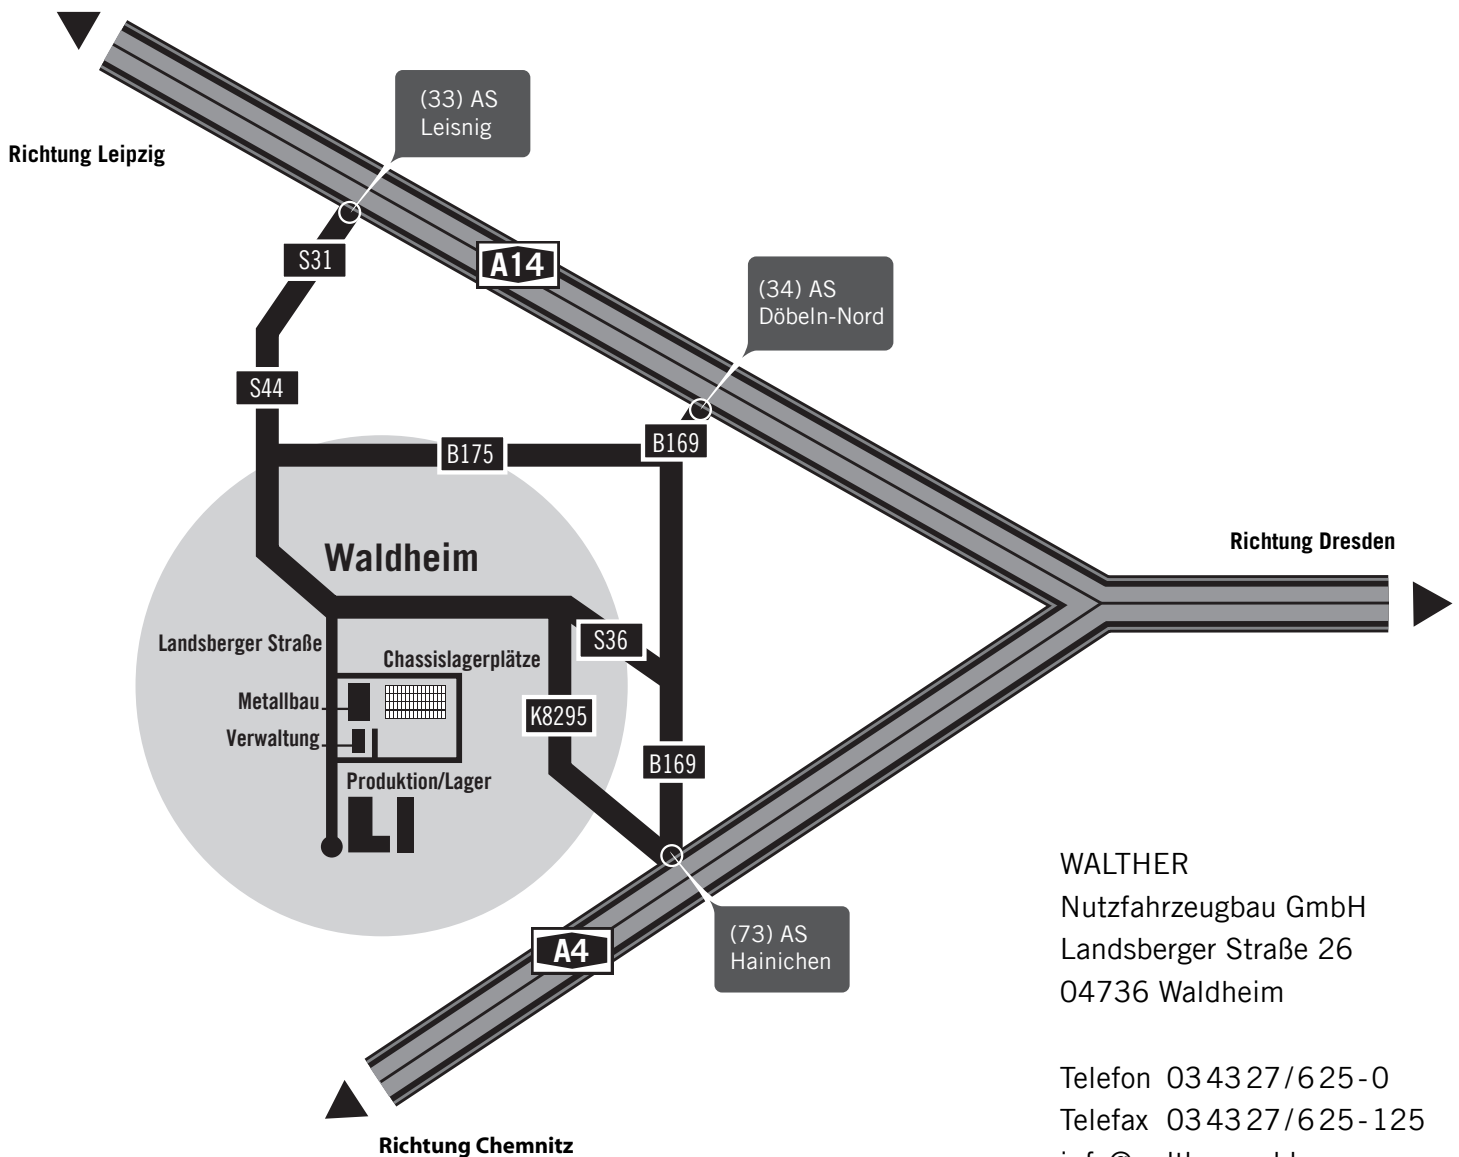 (33) AS
Leisnig
Richtung Leipzig
S31
A14
(34) AS
Döbeln-Nord
S44
B175
B169
Richtung Dresden
Waldheim
Landsberger Straße
S36
Chassislagerplätze
Metallbau
K8295
Verwaltung
B169
Produktion/Lager
(73) AS
Hainichen
A4
Richtung Chemnitz
WALTHER
Nutzfahrzeugbau GmbH
Landsberger Straße 26
04736 Waldheim
Telefon 034327/625-0
Telefax 034327/625-125